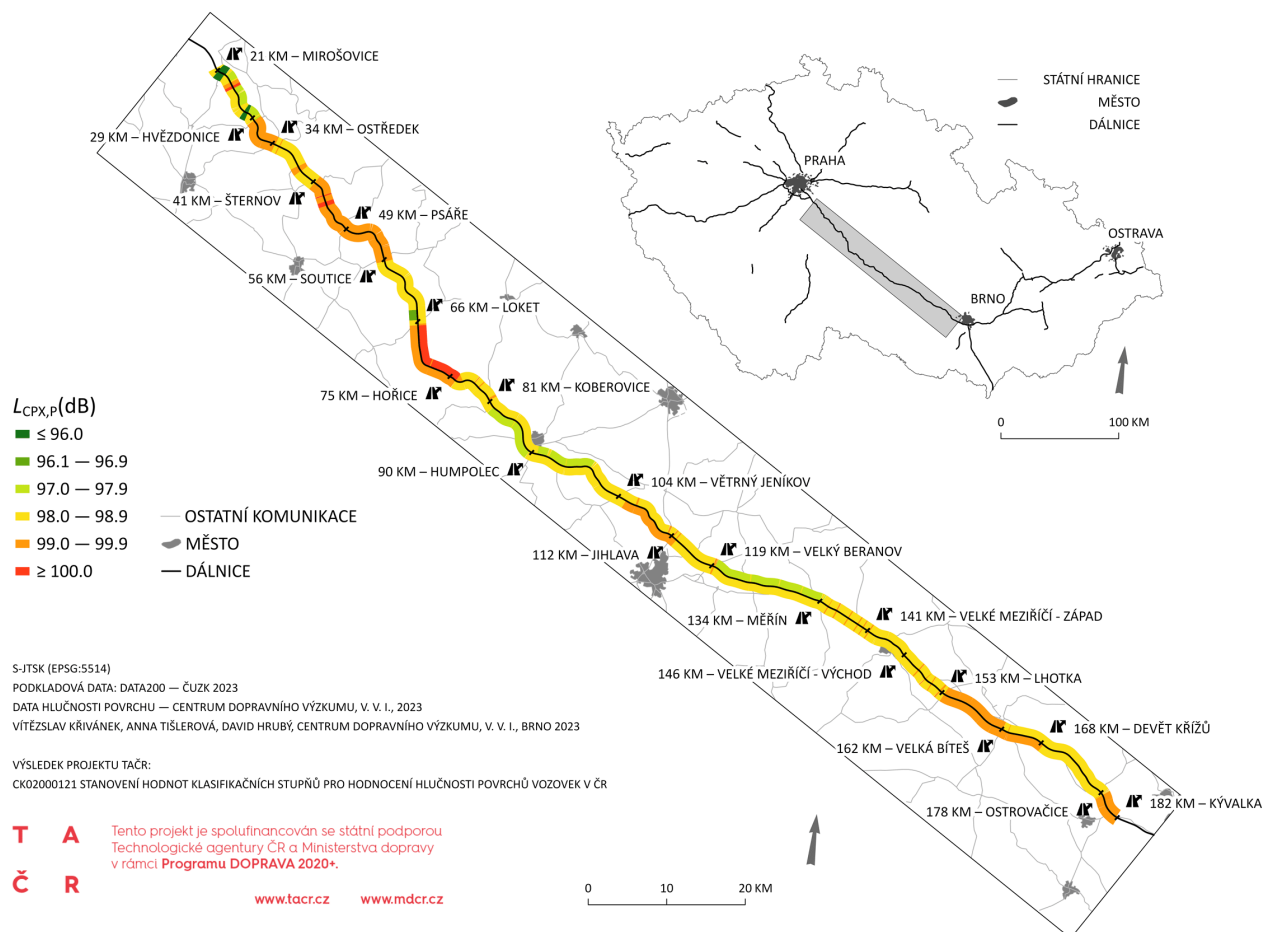 21 KM – MIROŠOVICE
29 KM – HVĚZDONICE
34 KM – OSTŘEDEK
41 KM – ŠTERNOV
49 KM – PSÁŘE
56 KM – SOUTICE
66 KM – LOKET
75 KM – HOŘICE
81 KM – KOBEROVICE
90 KM – HUMPOLEC
104 KM – VĚTRNÝ JENÍKOV
112 KM – JIHLAVA
119 KM – VELKÝ BERANOV
134 KM – MĚŘÍN
141 KM – VELKÉ MEZIŘÍČÍ - ZÁPAD
146 KM – VELKÉ MEZIŘÍČÍ - VÝCHOD
153 KM – LHOTKA
162 KM – VELKÁ BÍTEŠ
168 KM – DEVĚT KŘÍŽŮ
178 KM – OSTROVAČICE
182 KM – KÝVALKA
STÁTNÍ HRANICE
MĚSTO
DÁLNICE
PRAHA
OSTRAVA
BRNO
0 100 KM
LCPX,P(dB)
≤ 96.0
96.1 — 96.9
97.0 — 97.9
98.0 — 98.9
99.0 — 99.9
≥ 100.0
OSTATNÍ KOMUNIKACE
MĚSTO
DÁLNICE
S-JTSK (EPSG:5514)
PODKLADOVÁ DATA: DATA200 — ČUZK 2023
DATA HLUČNOSTI POVRCHU — CENTRUM DOPRAVNÍHO VÝZKUMU, V. V. I., 2023
VÍTĚZSLAV KŘIVÁNEK, ANNA TIŠLEROVÁ, DAVID HRUBÝ, CENTRUM DOPRAVNÍHO VÝZKUMU, V. V. I., BRNO 2023
VÝSLEDEK PROJEKTU TAČR:
CK02000121 STANOVENÍ HODNOT KLASIFIKAČNÍCH STUPŇŮ PRO HODNOCENÍ HLUČNOSTI POVRCHŮ VOZOVEK V ČR
T A
Č R
Tento projekt je spolufinancován se státní podporou
Technologické agentury ČR a Ministerstva dopravy
v rámci Programu DOPRAVA 2020+.
www.tacr.cz www.mdcr.cz
0 10 20 KM